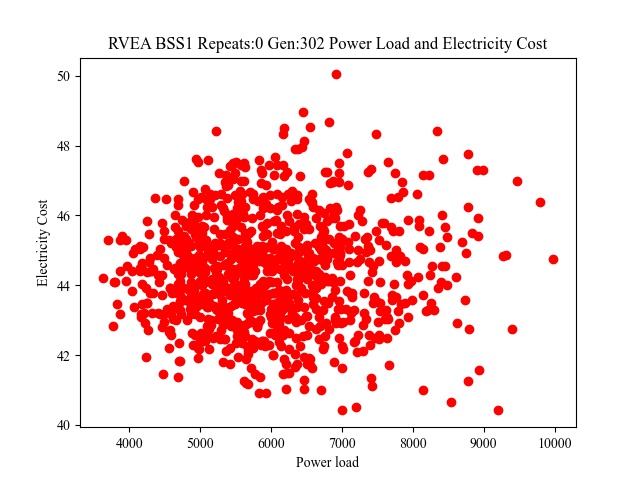 RVEA BSS1 Repeats:0 Gen:302 Power Load and Electricity Cost
50
48
46
44
42
40
Electricity Cost
4000 5000 6000 7000 8000 9000 10000
Power load